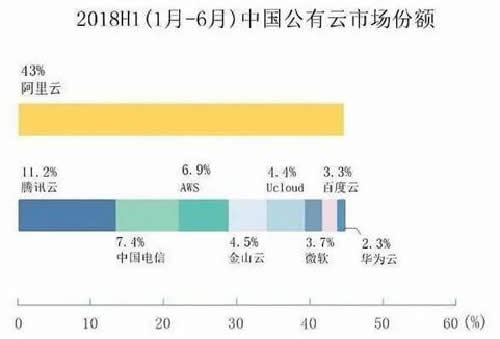 2018H1(1月-6月)中国公有云市场份额
43%
阿里云
11.2%
腾讯云
6.9%
AWS
4.4%
Ucloud
3.3%
百度云
7.4%
中国电信
4.5%
金山云
3.7%
微软
2.3%
华为云
0 10 20 30 40 50 60 (%)